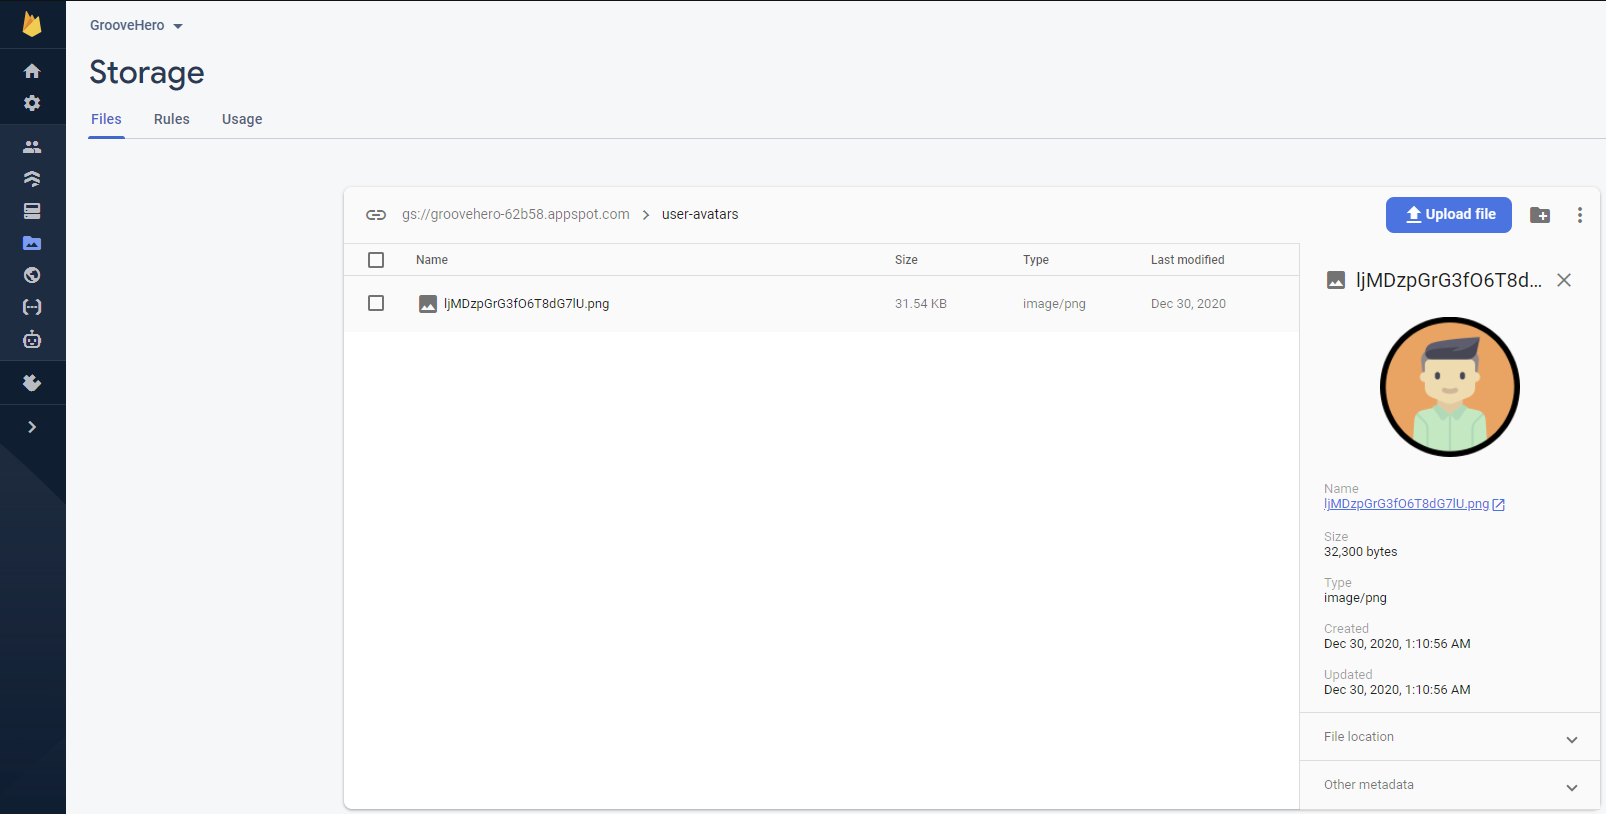 GrooveHero
Storage
Files Rules Usage
gs://groovehero-62b58.appspot.com > user-avatars
Upload file
Name Size Type Last modified
ljMDzpGrG3fO6T8dG7lU.png 31.54 KB image/png Dec 30, 2020
ljMDzpGrG3fO6T8d...
Name
ljMDzpGrG3fO6T8dG7lU.png
Size
32,300 bytes
Type
image/png
Created
Dec 30, 2020, 1:10:56 AM
Updated
Dec 30, 2020, 1:10:56 AM
File location
Other metadata